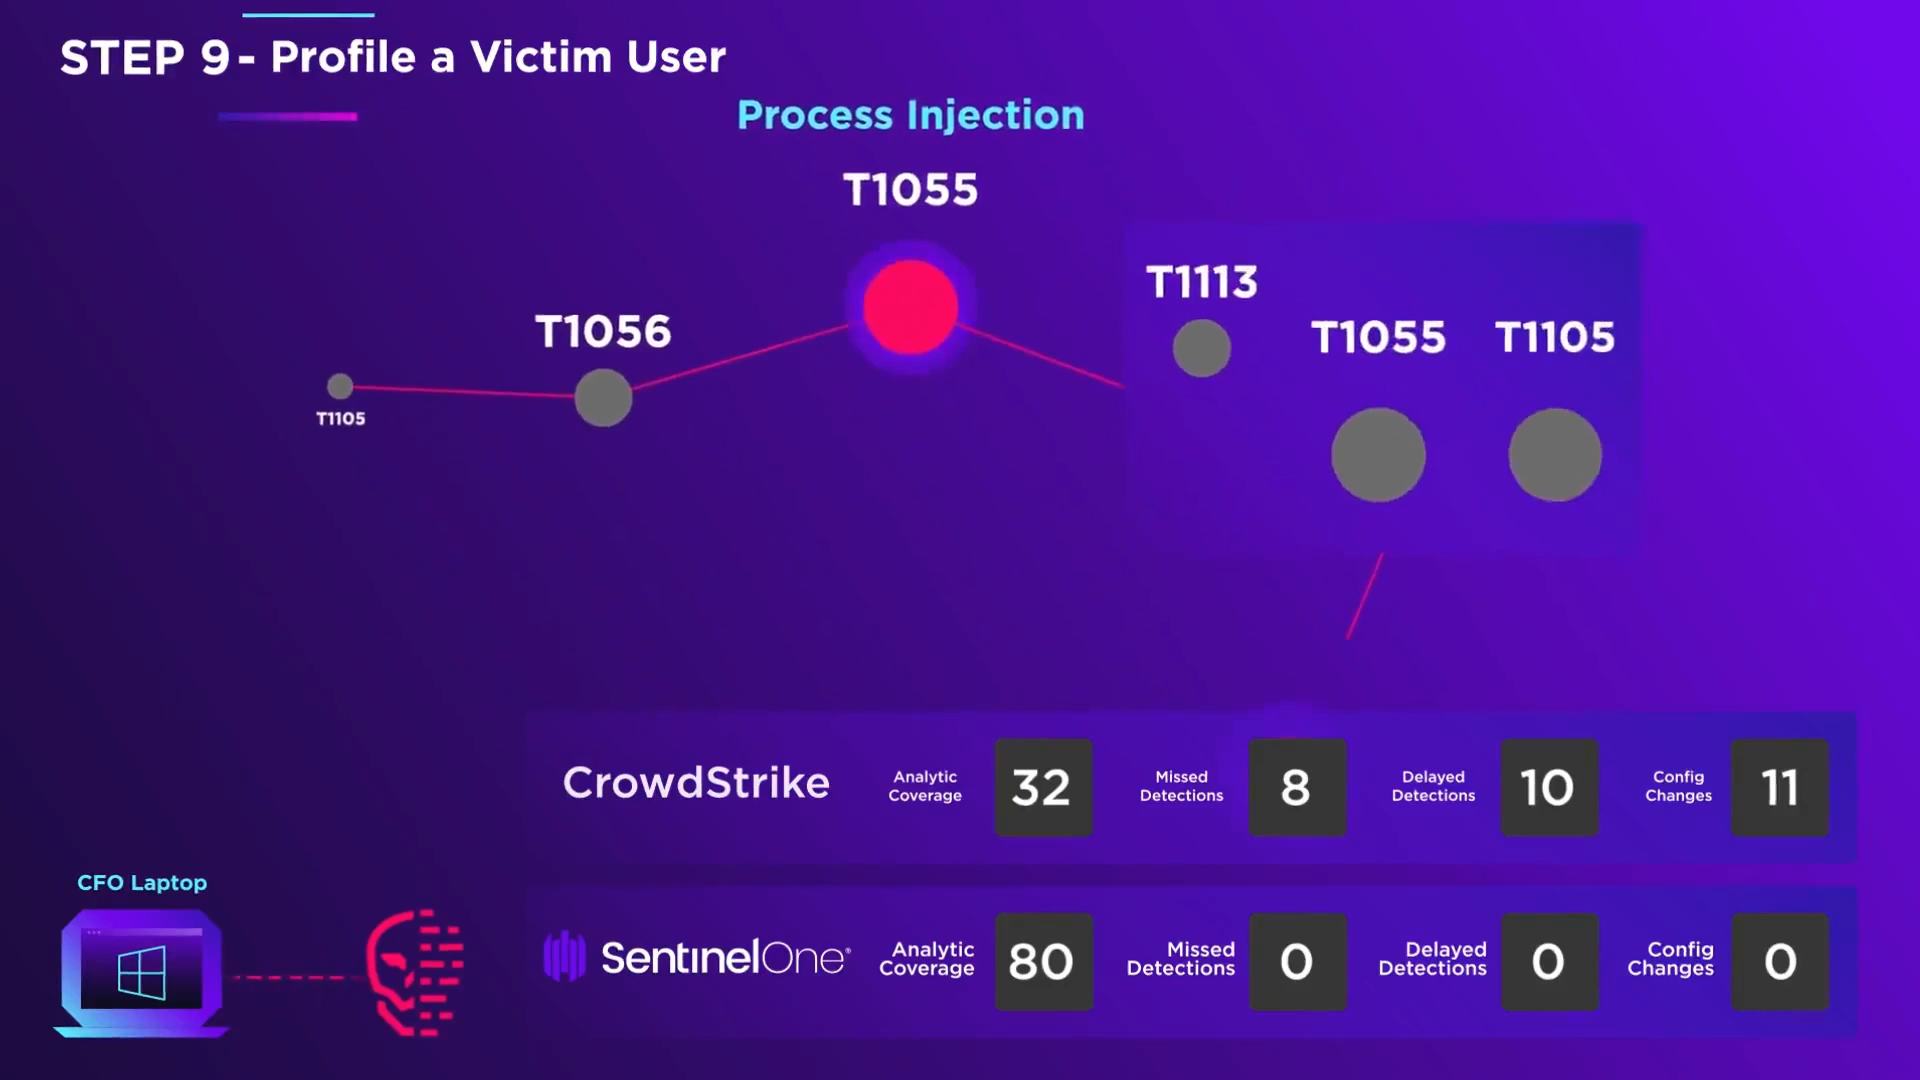 STEP 9 - Profile a Victim User
Process Injection
T1055
T1113
T1056
T1055
T1105
T1105
CrowdStrike
Analytic
Coverage
32
Missed
Detections
8
Delayed
Detections
10
Config
Changes
11
CFO Laptop
SentinelOne®
Analytic
Coverage
80
Missed
Detections
0
Delayed
Detections
0
Config
Changes
0